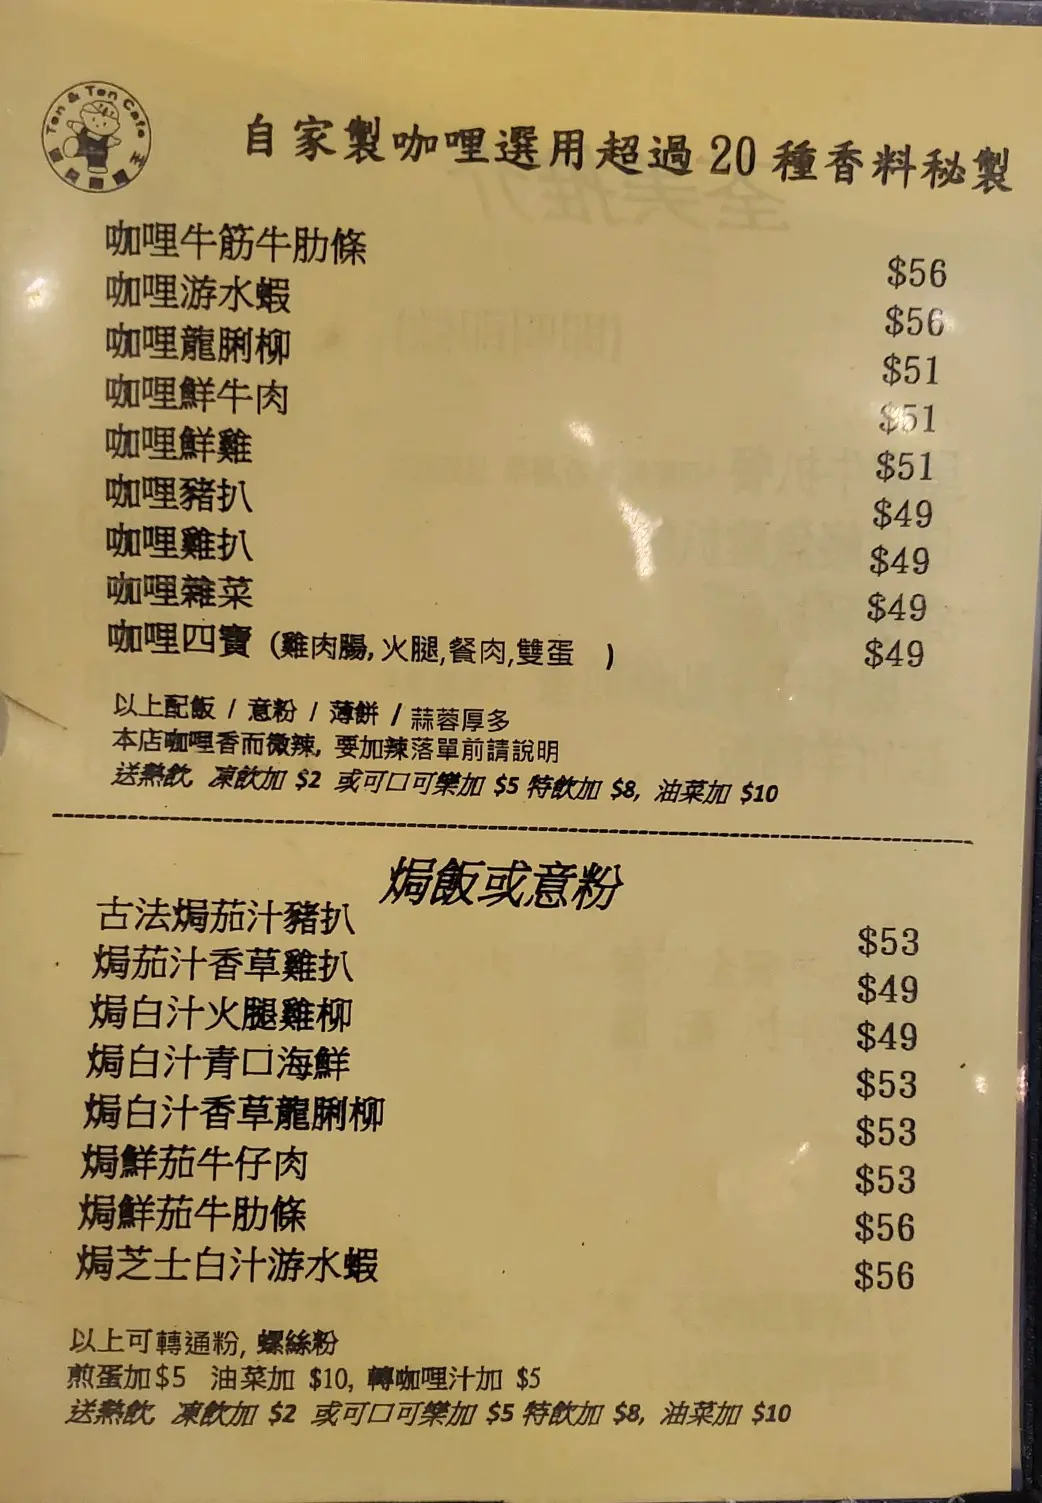 Ten & Ten Cafe
自家製咖哩選用超過20種香料秘製
咖哩牛筋牛肋條 $56
咖哩游水蝦 $56
咖哩龍脷柳 $51
咖哩鮮牛肉 $51
咖哩鮮雞 $51
咖哩豬扒 $49
咖哩雞扒 $49
咖哩雜菜 $49
咖哩四寶 (雞肉腸, 火腿,餐肉,雙蛋 ) $49
以上配飯 / 意粉 / 薄餅 / 蒜蓉厚多
本店咖哩香而微辣, 要加辣落單前請說明
送熱飲 凍飲加 $2 或可口可樂加 $5 特飲加 $8, 油菜加 $10
焗飯或意粉
古法焗茄汁豬扒 $53
焗茄汁香草雞扒 $49
焗白汁火腿雞柳 $49
焗白汁青口海鮮 $53
焗白汁香草龍脷柳 $53
焗鮮茄牛仔肉 $53
焗鮮茄牛肋條 $56
焗芝士白汁游水蝦 $56
以上可轉通粉, 螺絲粉
煎蛋加$5 油菜加 $10, 轉咖哩汁加 $5
送熱飲 凍飲加 $2 或可口可樂加 $5 特飲加 $8, 油菜加 $10